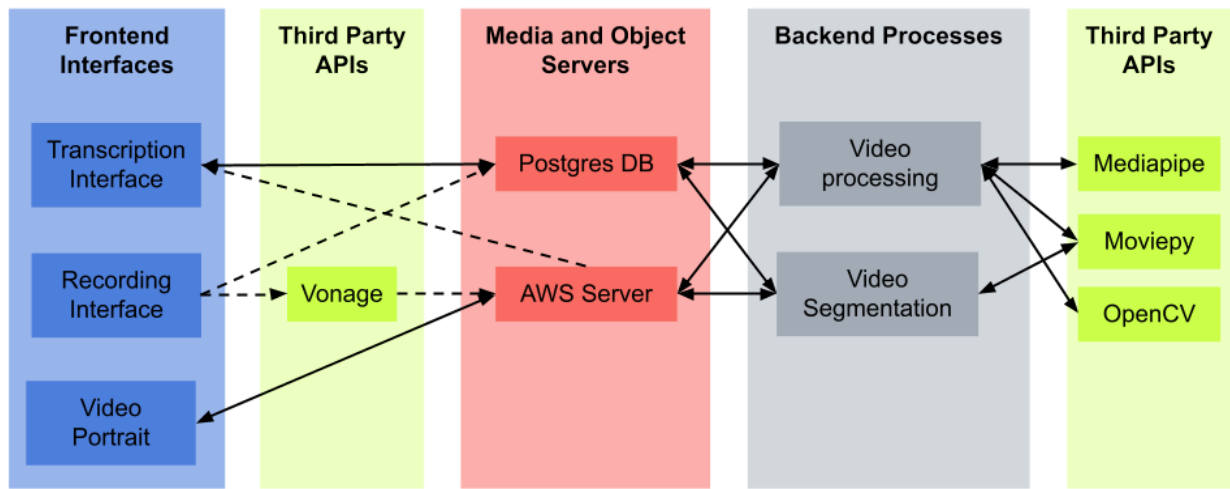 Frontend
Interfaces
Third Party
APIs
Media and Object
Servers
Backend Processes
Third Party
APIs
Transcription
Interface
Postgres DB
Video
processing
Mediapipe
Moviepy
Recording
Interface
Vonage
AWS Server
Video
Segmentation
OpenCV
Video
Portrait